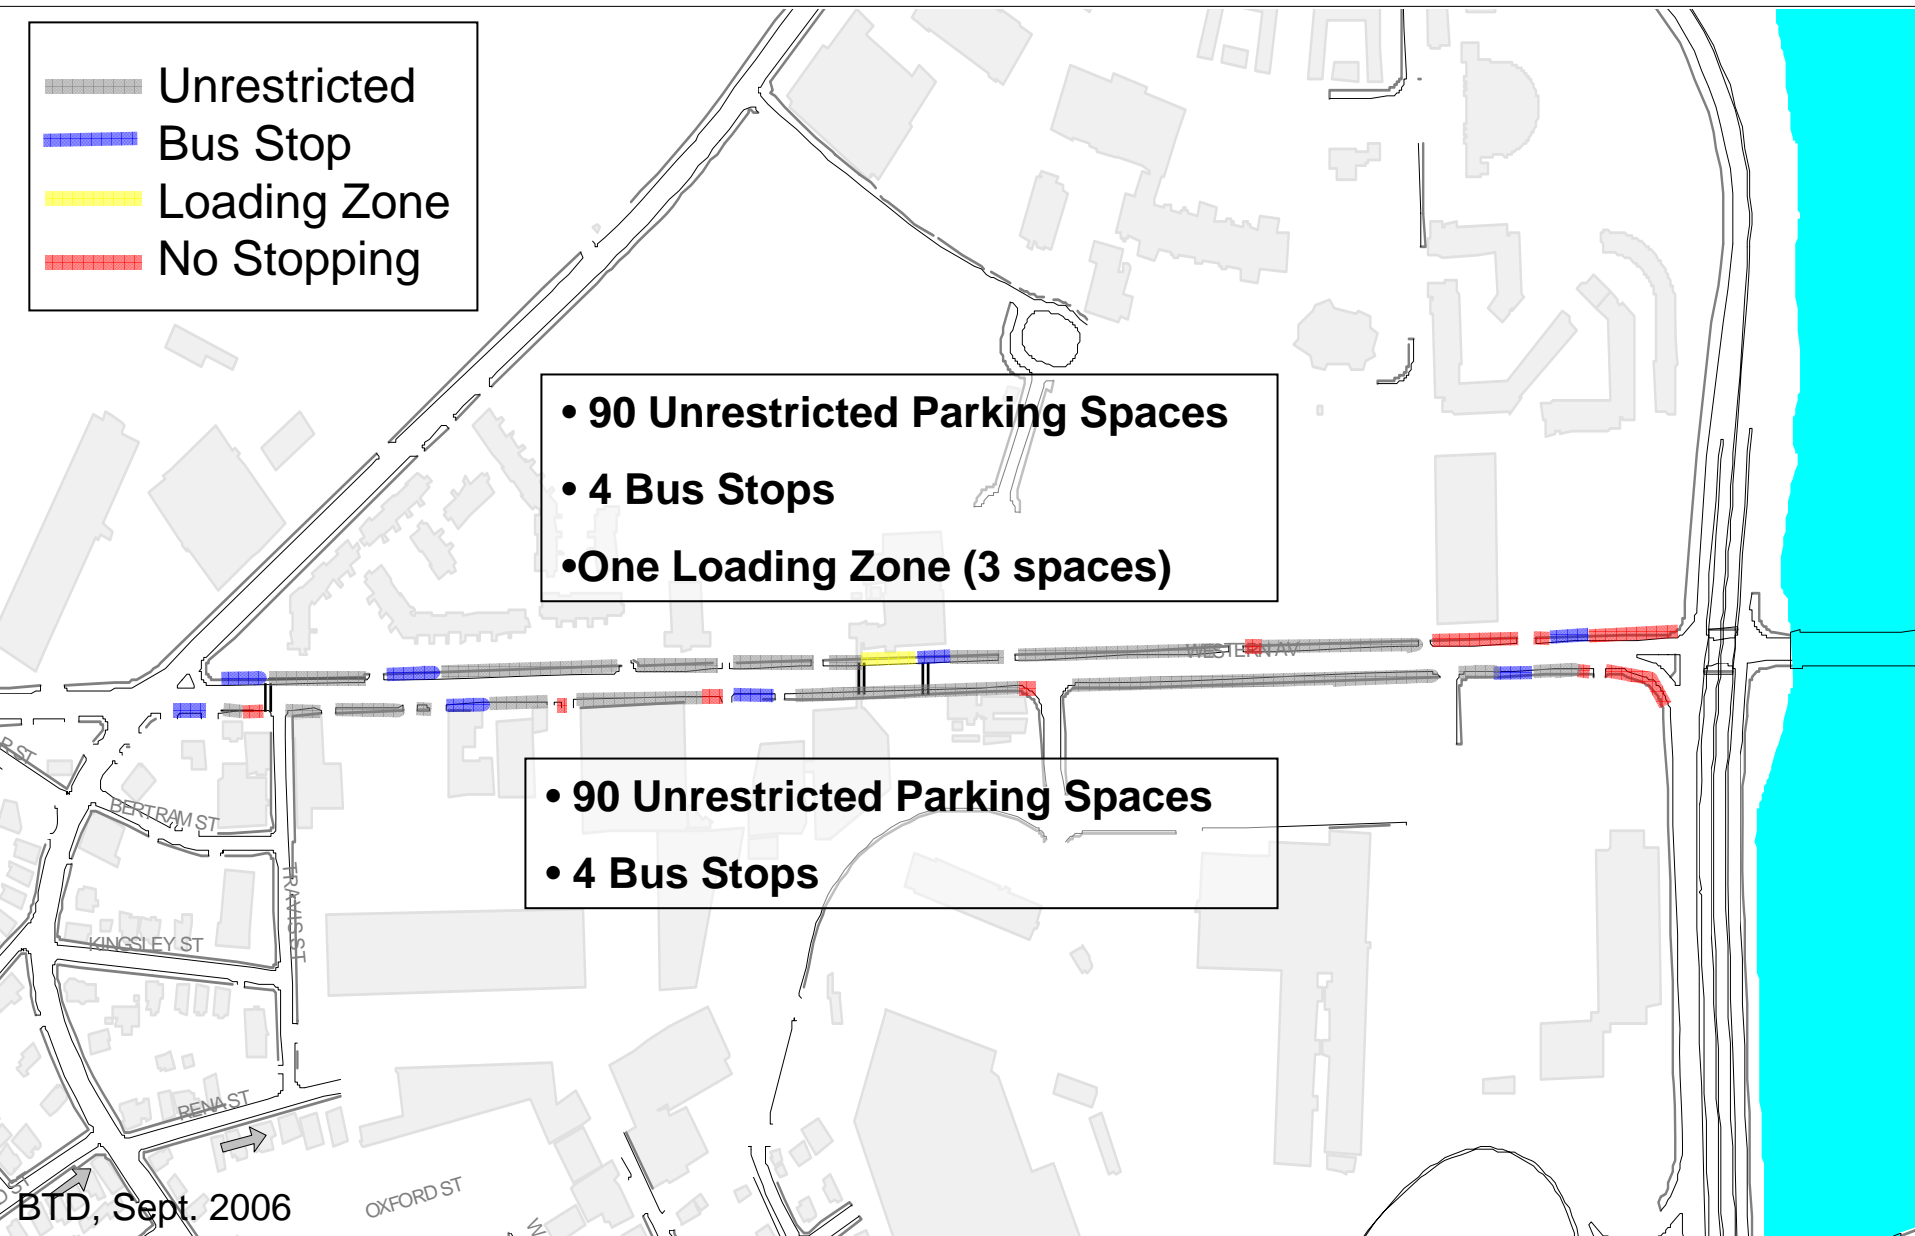 Unrestricted
Bus Stop
Loading Zone
No Stopping
• 90 Unrestricted Parking Spaces
• 4 Bus Stops
•One Loading Zone (3 spaces)
WESTERN AV
• 90 Unrestricted Parking Spaces
• 4 Bus Stops
BERTRAM ST
TRAVIS ST
KINGSLEY ST
RENA ST
OXFORD ST
BTD, Sept. 2006